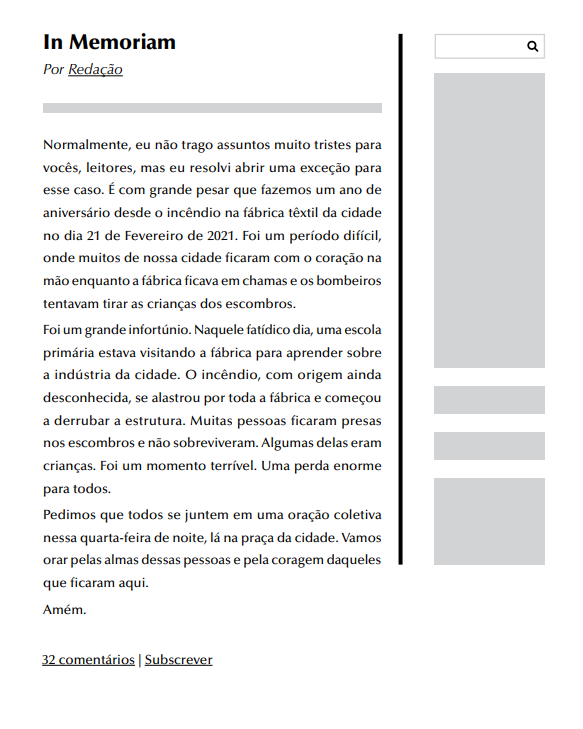 In Memoriam
Por Redação
Normalmente, eu não trago assuntos muito tristes para
vocês, leitores, mas eu resolvi abrir uma exceção para
esse caso. É com grande pesar que fazemos um ano de
aniversário desde o incêndio na fábrica têxtil da cidade
no dia 21 de Fevereiro de 2021. Foi um período difícil,
onde muitos de nossa cidade ficaram com o coração na
mão enquanto a fábrica ficava em chamas e os bombeiros
tentavam tirar as crianças dos escombros.
Foi um grande infortúnio. Naquele fatídico dia, uma escola
primária estava visitando a fábrica para aprender sobre
a indústria da cidade. O incêndio, com origem ainda
desconhecida, se alastrou por toda a fábrica e começou
a derrubar a estrutura. Muitas pessoas ficaram presas
nos escombros e não sobreviveram. Algumas delas eram
crianças. Foi um momento terrível. Uma perda enorme
para todos.
Pedimos que todos se juntem em uma oração coletiva
nessa quarta-feira de noite, lá na praça da cidade. Vamos
orar pelas almas dessas pessoas e pela coragem daqueles
que ficaram aqui.
Amém.
32 comentários | Subscrever